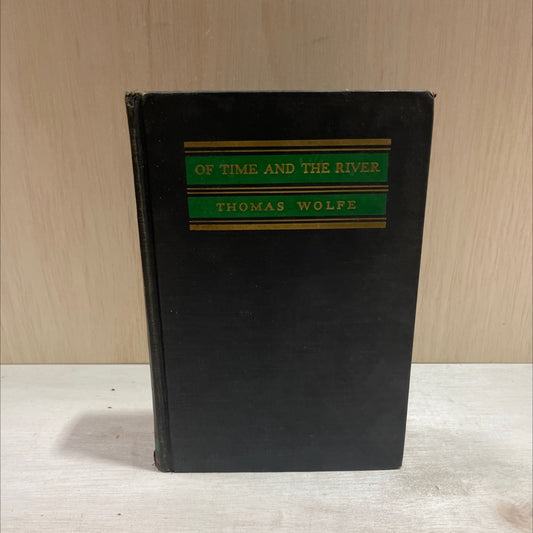 OF TIME AND THE RIVER
THOMAS WOLFE